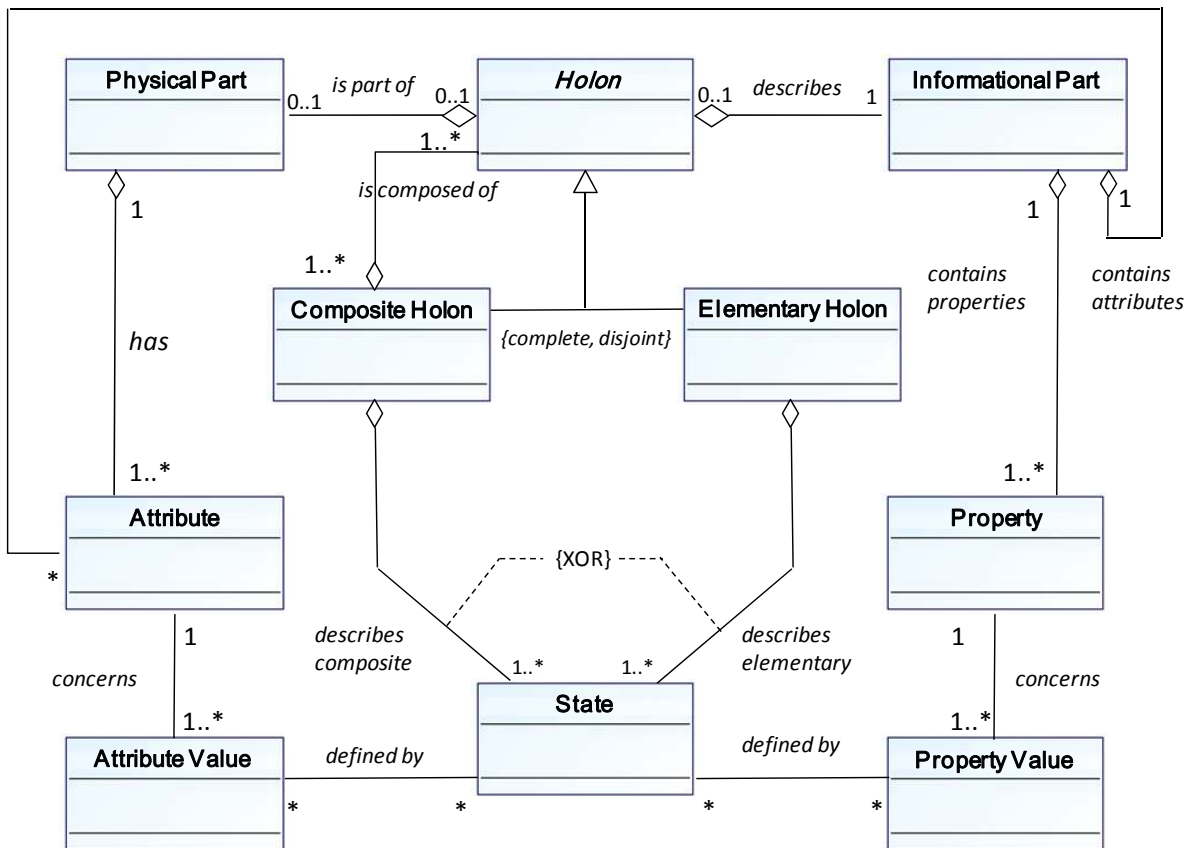 Physical Part
is part of
Holon
describes
Informational Part
0..1
0..1
0..1
1
1..*
is composed of
1
1
1
1..*
contains
properties
contains
attributes
Composite Holon
Elementary Holon
{complete, disjoint}
has
1..*
1..*
Attribute
Property
*
{XOR}
1
describes
composite
describes
elementary
1
concerns
1..*
1..*
concerns
1..*
State
1..*
Attribute Value
defined by
defined by
Property Value
*
*
*
*